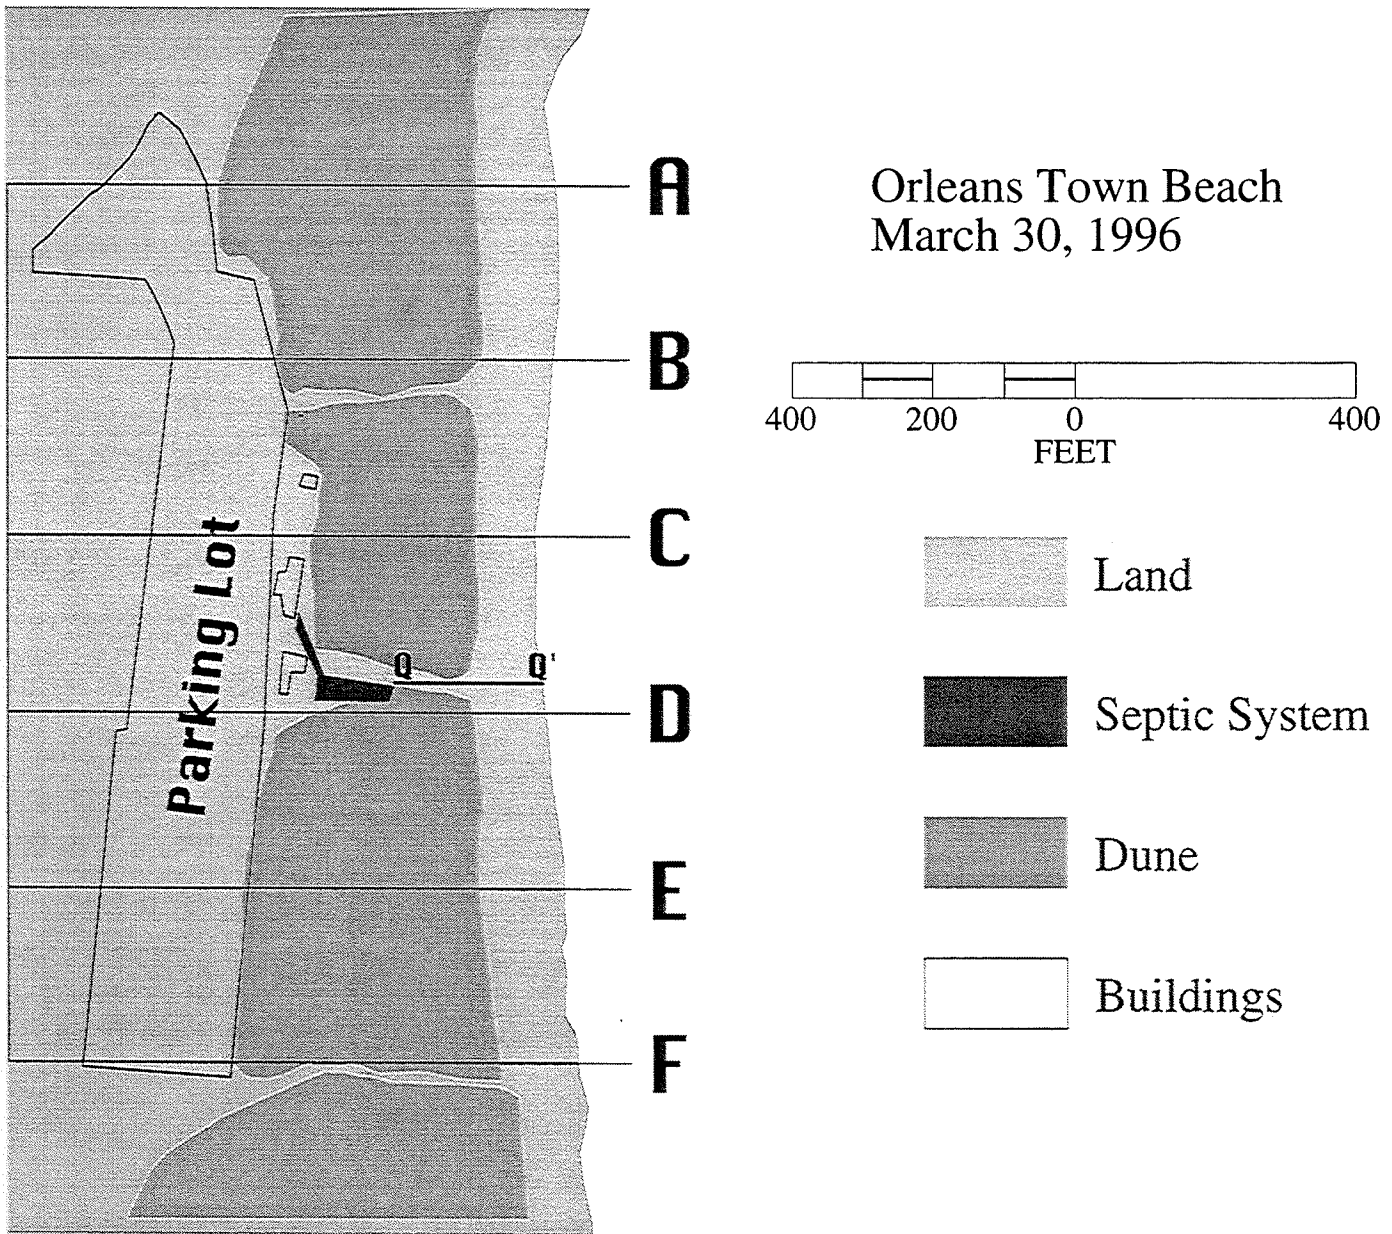 A
Orleans Town Beach
March 30, 1996
B
400 200 0 400
FEET
C
Parking Lot
Land
Q Q'
D
Septic System
Dune
E
Buildings
F